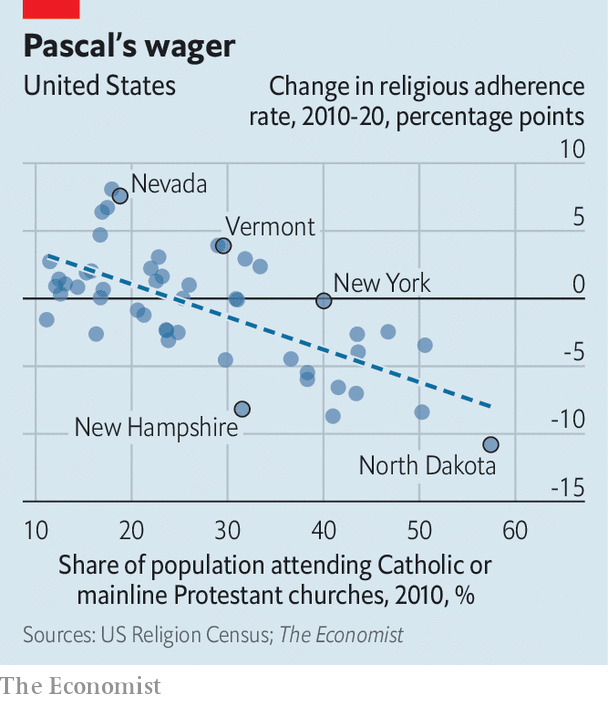 Pascal’s wager
United States
Change in religious adherence
rate, 2010-20, percentage points
10
Nevada
5
Vermont
New York
0
-5
New Hampshire
-10
North Dakota
-15
10 20 30 40 50 60
Share of population attending Catholic or
mainline Protestant churches, 2010, %
Sources: US Religion Census; The Economist
The Economist